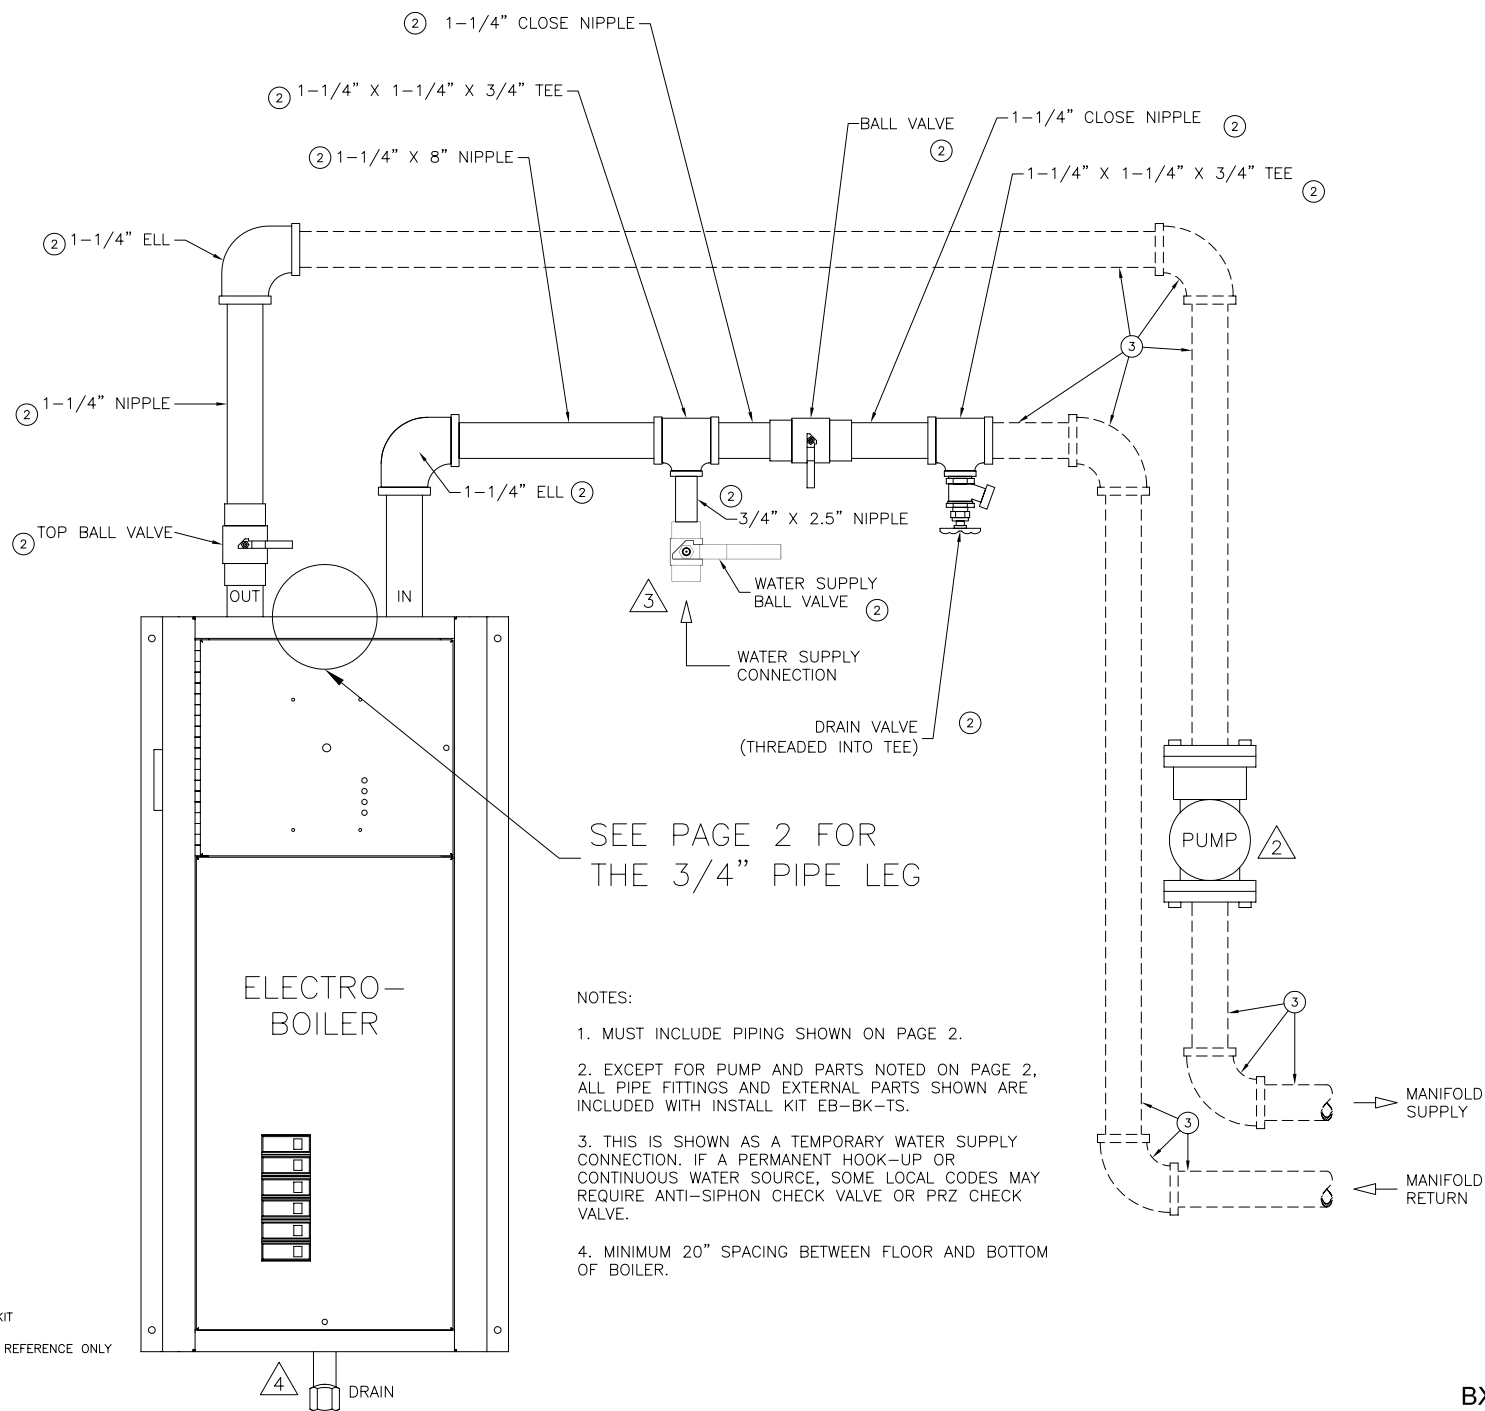 ② 1-1/4" CLOSE NIPPLE
② 1-1/4" X 1-1/4" X 3/4" TEE
② 1-1/4" X 8" NIPPLE
BALL VALVE
②
1-1/4" CLOSE NIPPLE ②
1-1/4" X 1-1/4" X 3/4" TEE ②
② 1-1/4" ELL
③
② 1-1/4" NIPPLE
1-1/4" ELL ②
②
3/4" X 2.5" NIPPLE
② TOP BALL VALVE
OUT
IN
3
WATER SUPPLY
BALL VALVE ②
WATER SUPPLY
CONNECTION
DRAIN VALVE ②
(THREADED INTO TEE)
SEE PAGE 2 FOR
THE 3/4" PIPE LEG
PUMP
2
ELECTRO-
BOILER
NOTES:
1. MUST INCLUDE PIPING SHOWN ON PAGE 2.
2. EXCEPT FOR PUMP AND PARTS NOTED ON PAGE 2,
ALL PIPE FITTINGS AND EXTERNAL PARTS SHOWN ARE
INCLUDED WITH INSTALL KIT EB-BK-TS.
3. THIS IS SHOWN AS A TEMPORARY WATER SUPPLY
CONNECTION. IF A PERMANENT HOOK-UP OR
CONTINUOUS WATER SOURCE, SOME LOCAL CODES MAY
REQUIRE ANTI-SIPHON CHECK VALVE OR PRZ CHECK
VALVE.
4. MINIMUM 20" SPACING BETWEEN FLOOR AND BOTTOM
OF BOILER.
③
③
MANIFOLD
SUPPLY
MANIFOLD
RETURN
KIT
REFERENCE ONLY
4
DRAIN